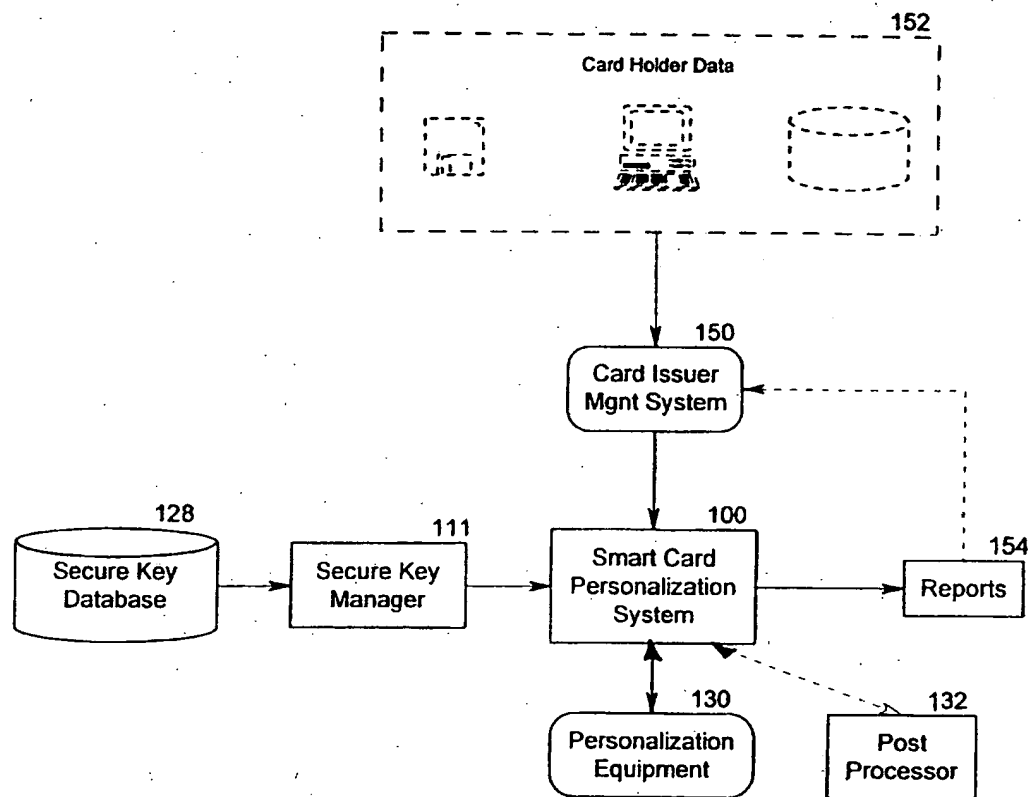 152
Card Holder Data
150
Card Issuer
Mgnt System
128
Secure Key
Database
111
Secure Key
Manager
100
Smart Card
Personalization
System
154
Reports
130
Personalization
Equipment
132
Post
Processor